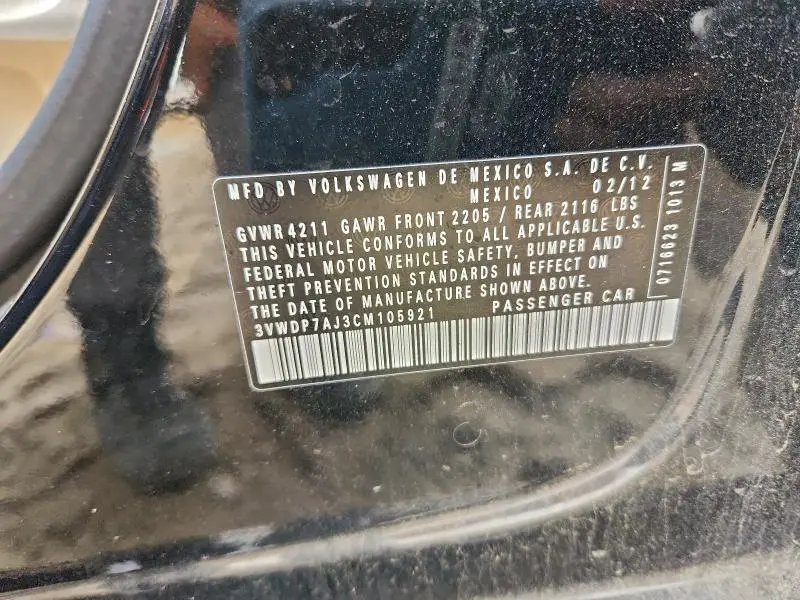 MFD BY VOLKSWAGEN DE MEXICO S.A. DE C.V.
MEXICO 02/12
GVWR 4211 GAWR FRONT 2205 / REAR 2116 LBS
THIS VEHICLE CONFORMS TO ALL APPLICABLE U.S.
FEDERAL MOTOR VEHICLE SAFETY, BUMPER AND
THEFT PREVENTION STANDARDS IN EFFECT ON
THE DATE OF MANUFACTURE SHOWN ABOVE.
3VWDP7AJ3CM105921 PASSENGER CAR
0716623 1013 M